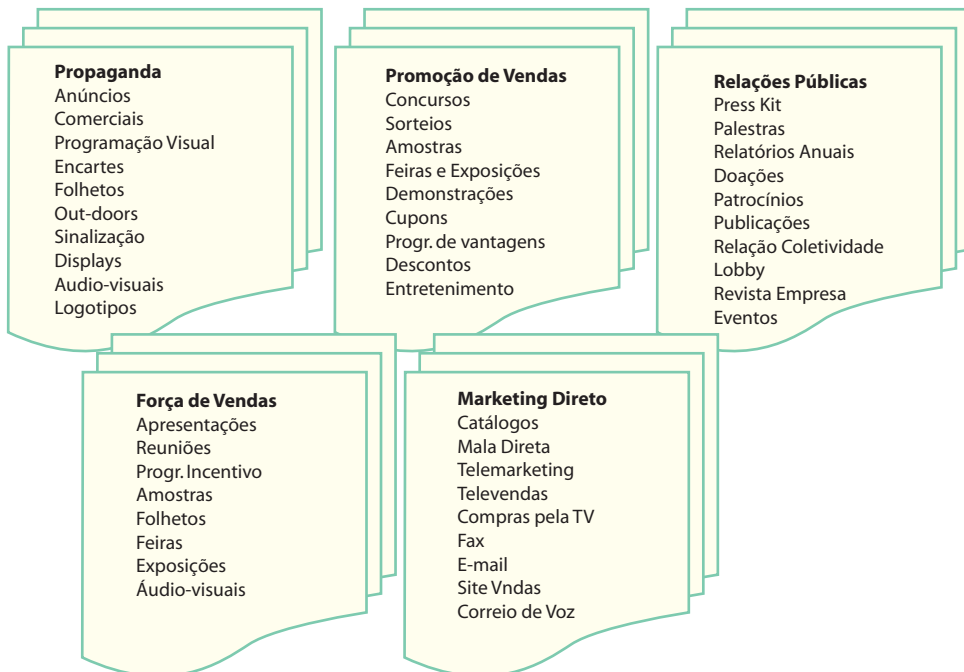 Propaganda
Anúncios
Comerciais
Programação Visual
Encartes
Folhetos
Out-doors
Sinalização
Displays
Audio-visuais
Logotipos
Promoção de Vendas
Concursos
Sorteios
Amostras
Feiras e Exposições
Demonstrações
Cupons
Progr. de vantagens
Descontos
Entretenimento
Relações Públicas
Press Kit
Palestras
Relatórios Anuais
Doações
Patrocínios
Publicações
Relação Coletividade
Lobby
Revista Empresa
Eventos
Força de Vendas
Apresentações
Reuniões
Progr. Incentivo
Amostras
Folhetos
Feiras
Exposições
Áudio-visuais
Marketing Direto
Catálogos
Mala Direta
Telemarketing
Televendas
Compras pela TV
Fax
E-mail
Site Vndas
Correio de Voz